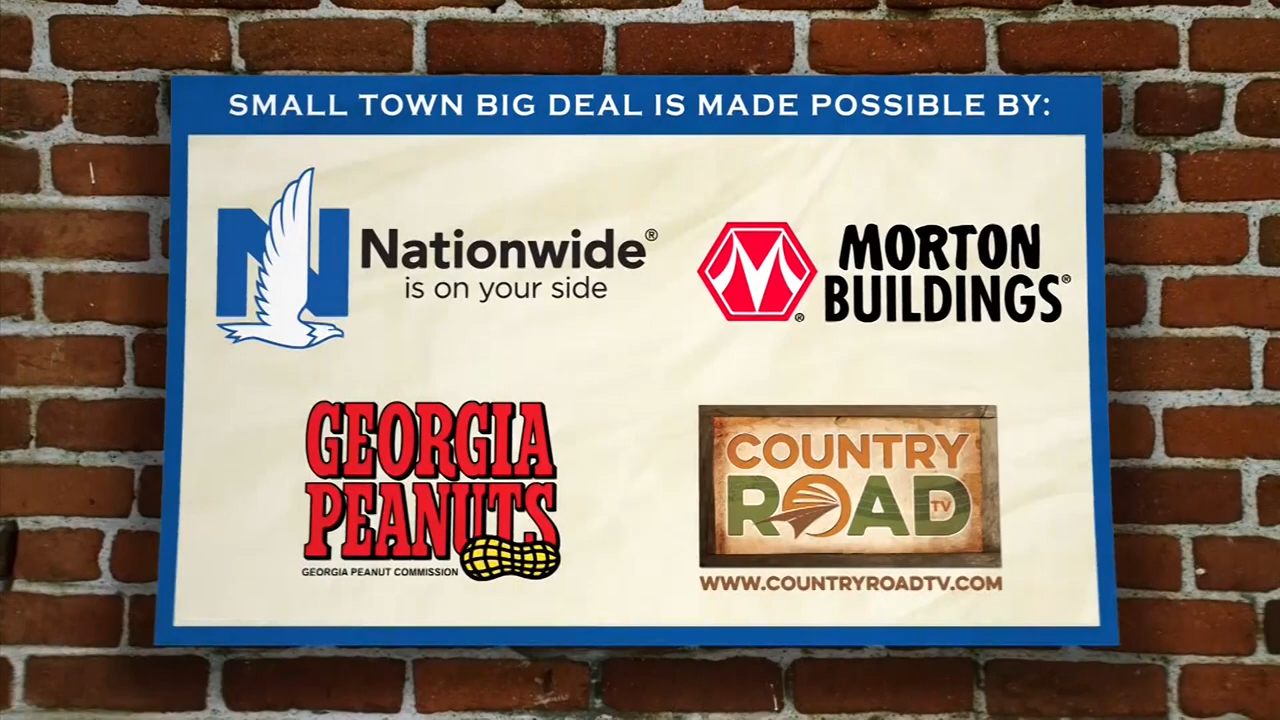 SMALL TOWN BIG DEAL IS MADE POSSIBLE BY:
N
Nationwide®
is on your side
MORTON
BUILDINGS®
®
GEORGIA
PEANUTS
GEORGIA PEANUT COMMISSION
COUNTRY
ROAD
TV
WWW.COUNTRYROADTV.COM